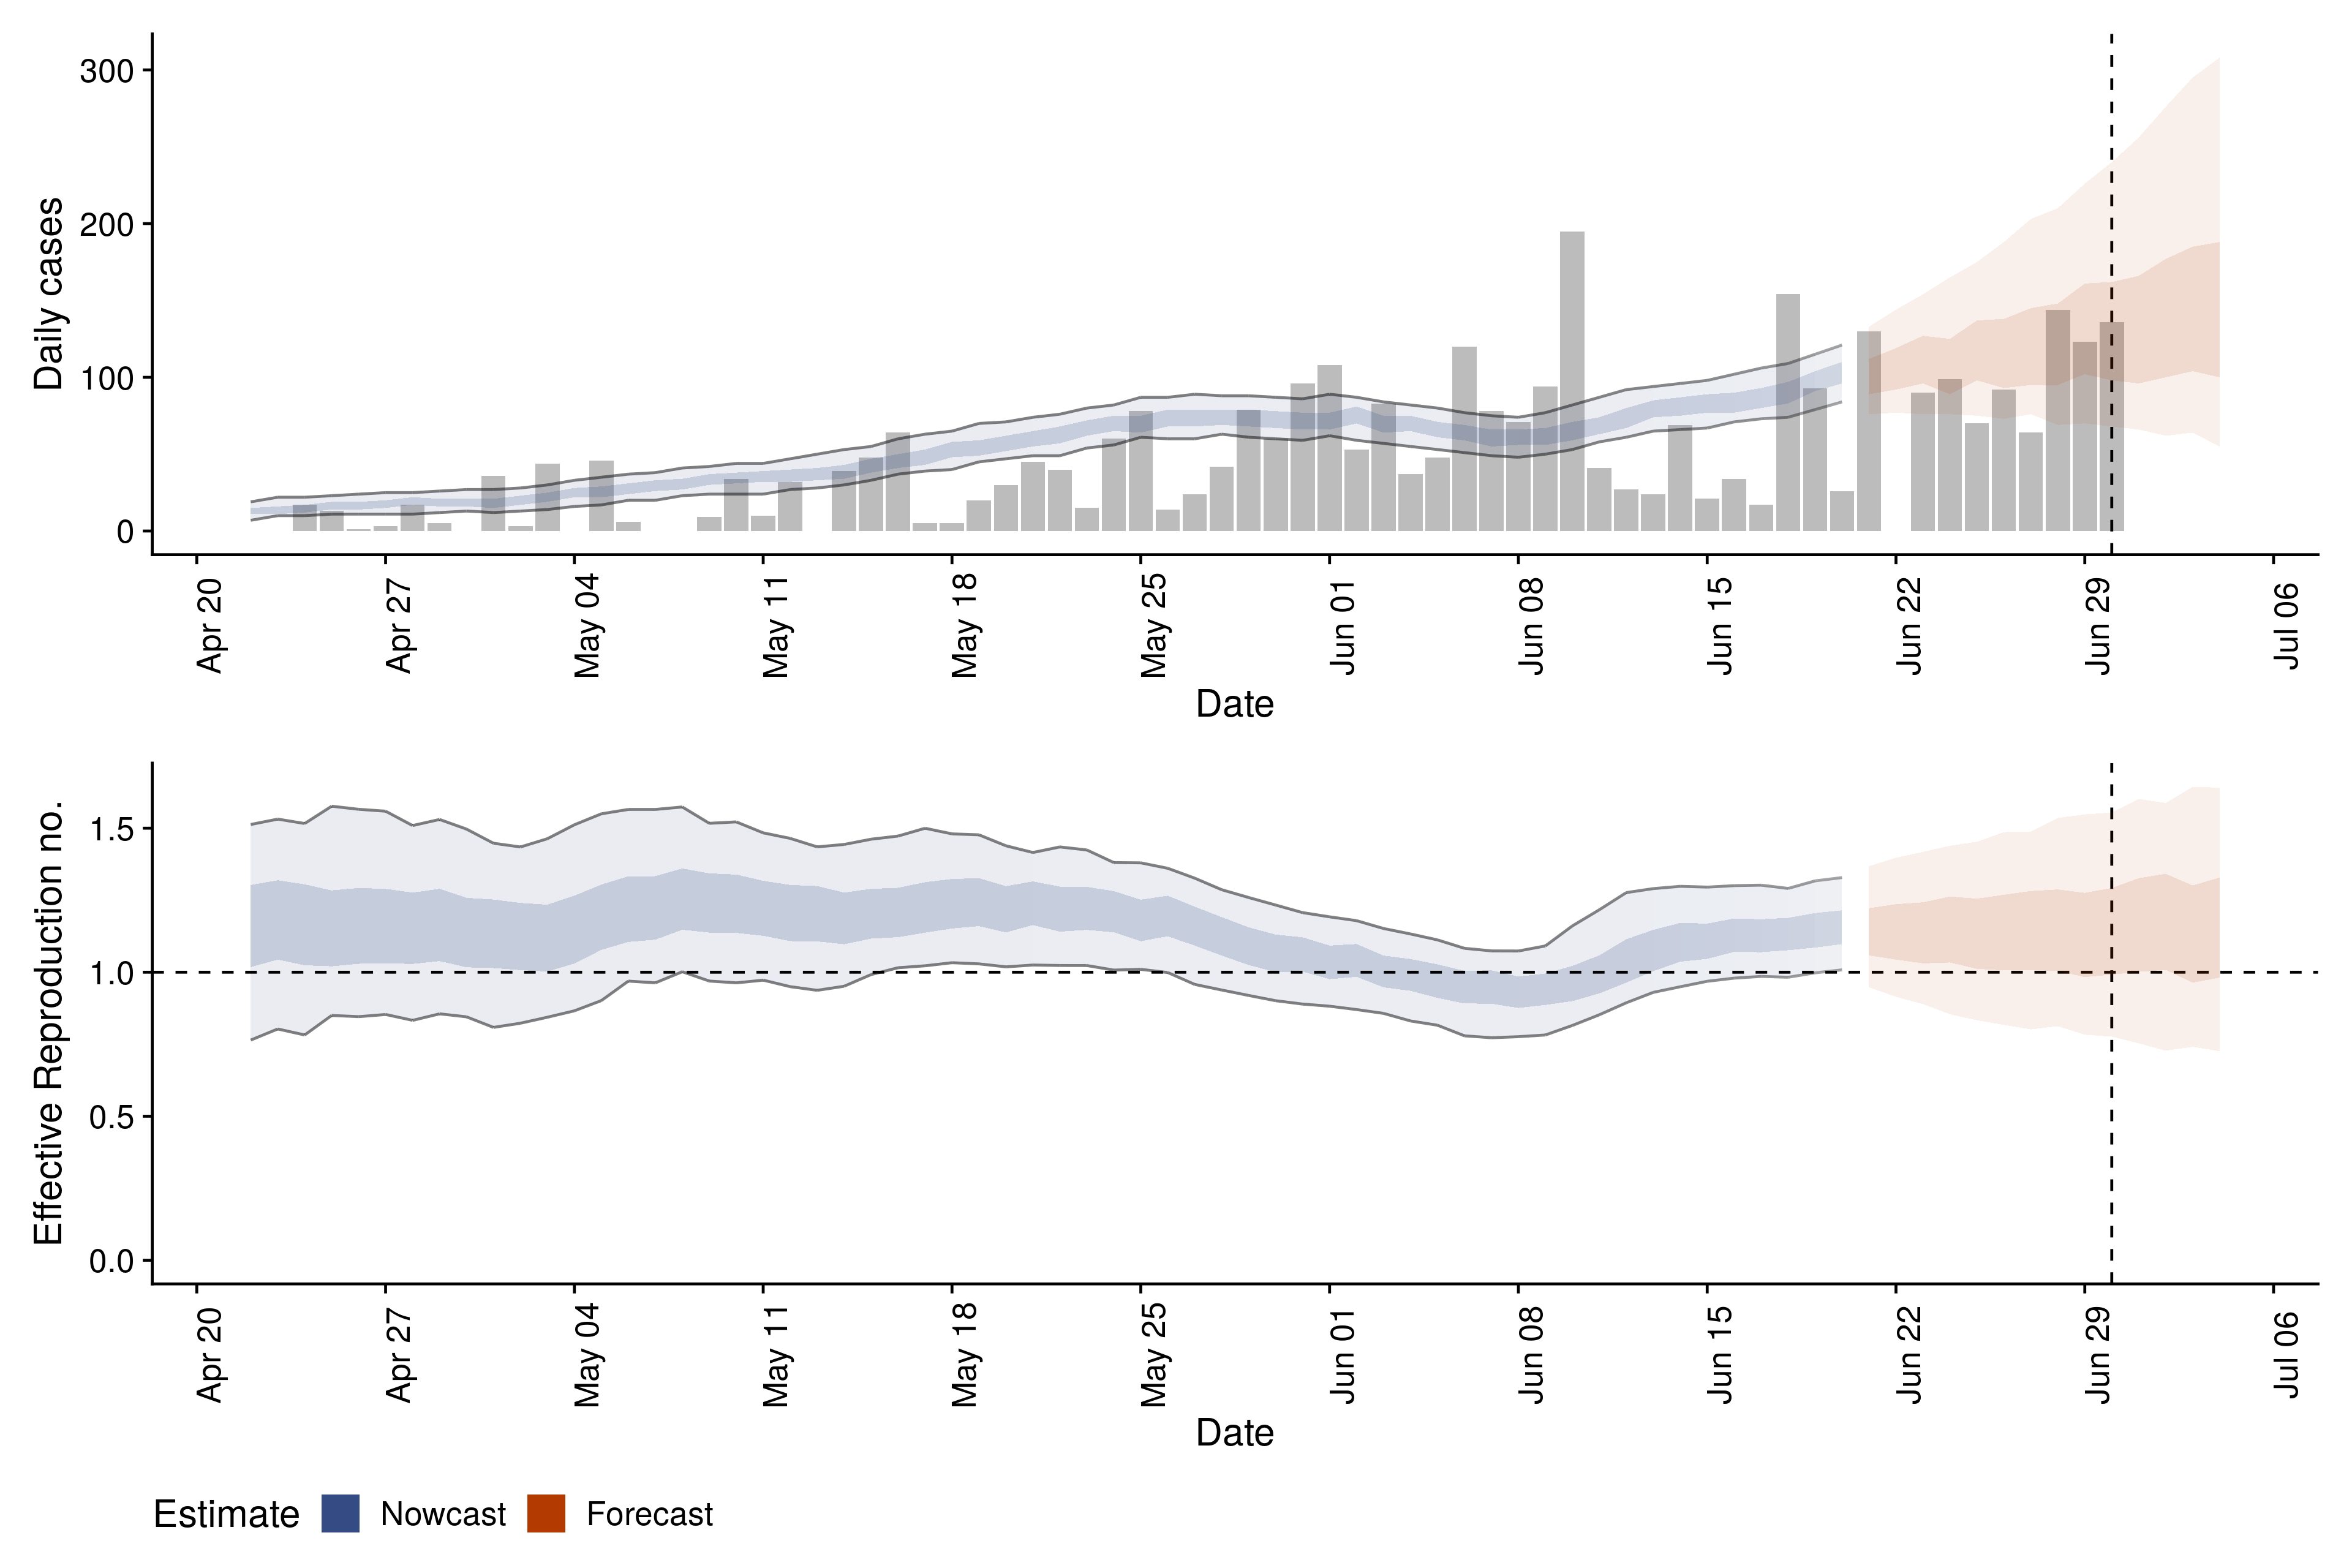 300
200
100
0
Daily cases
Apr 20
Apr 27
May 04
May 11
May 18
May 25
Jun 01
Jun 08
Jun 15
Jun 22
Jun 29
Jul 06
Date
1.5
1.0
0.5
0.0
Effective Reproduction no.
Apr 20
Apr 27
May 04
May 11
May 18
May 25
Jun 01
Jun 08
Jun 15
Jun 22
Jun 29
Jul 06
Date
Estimate Nowcast Forecast